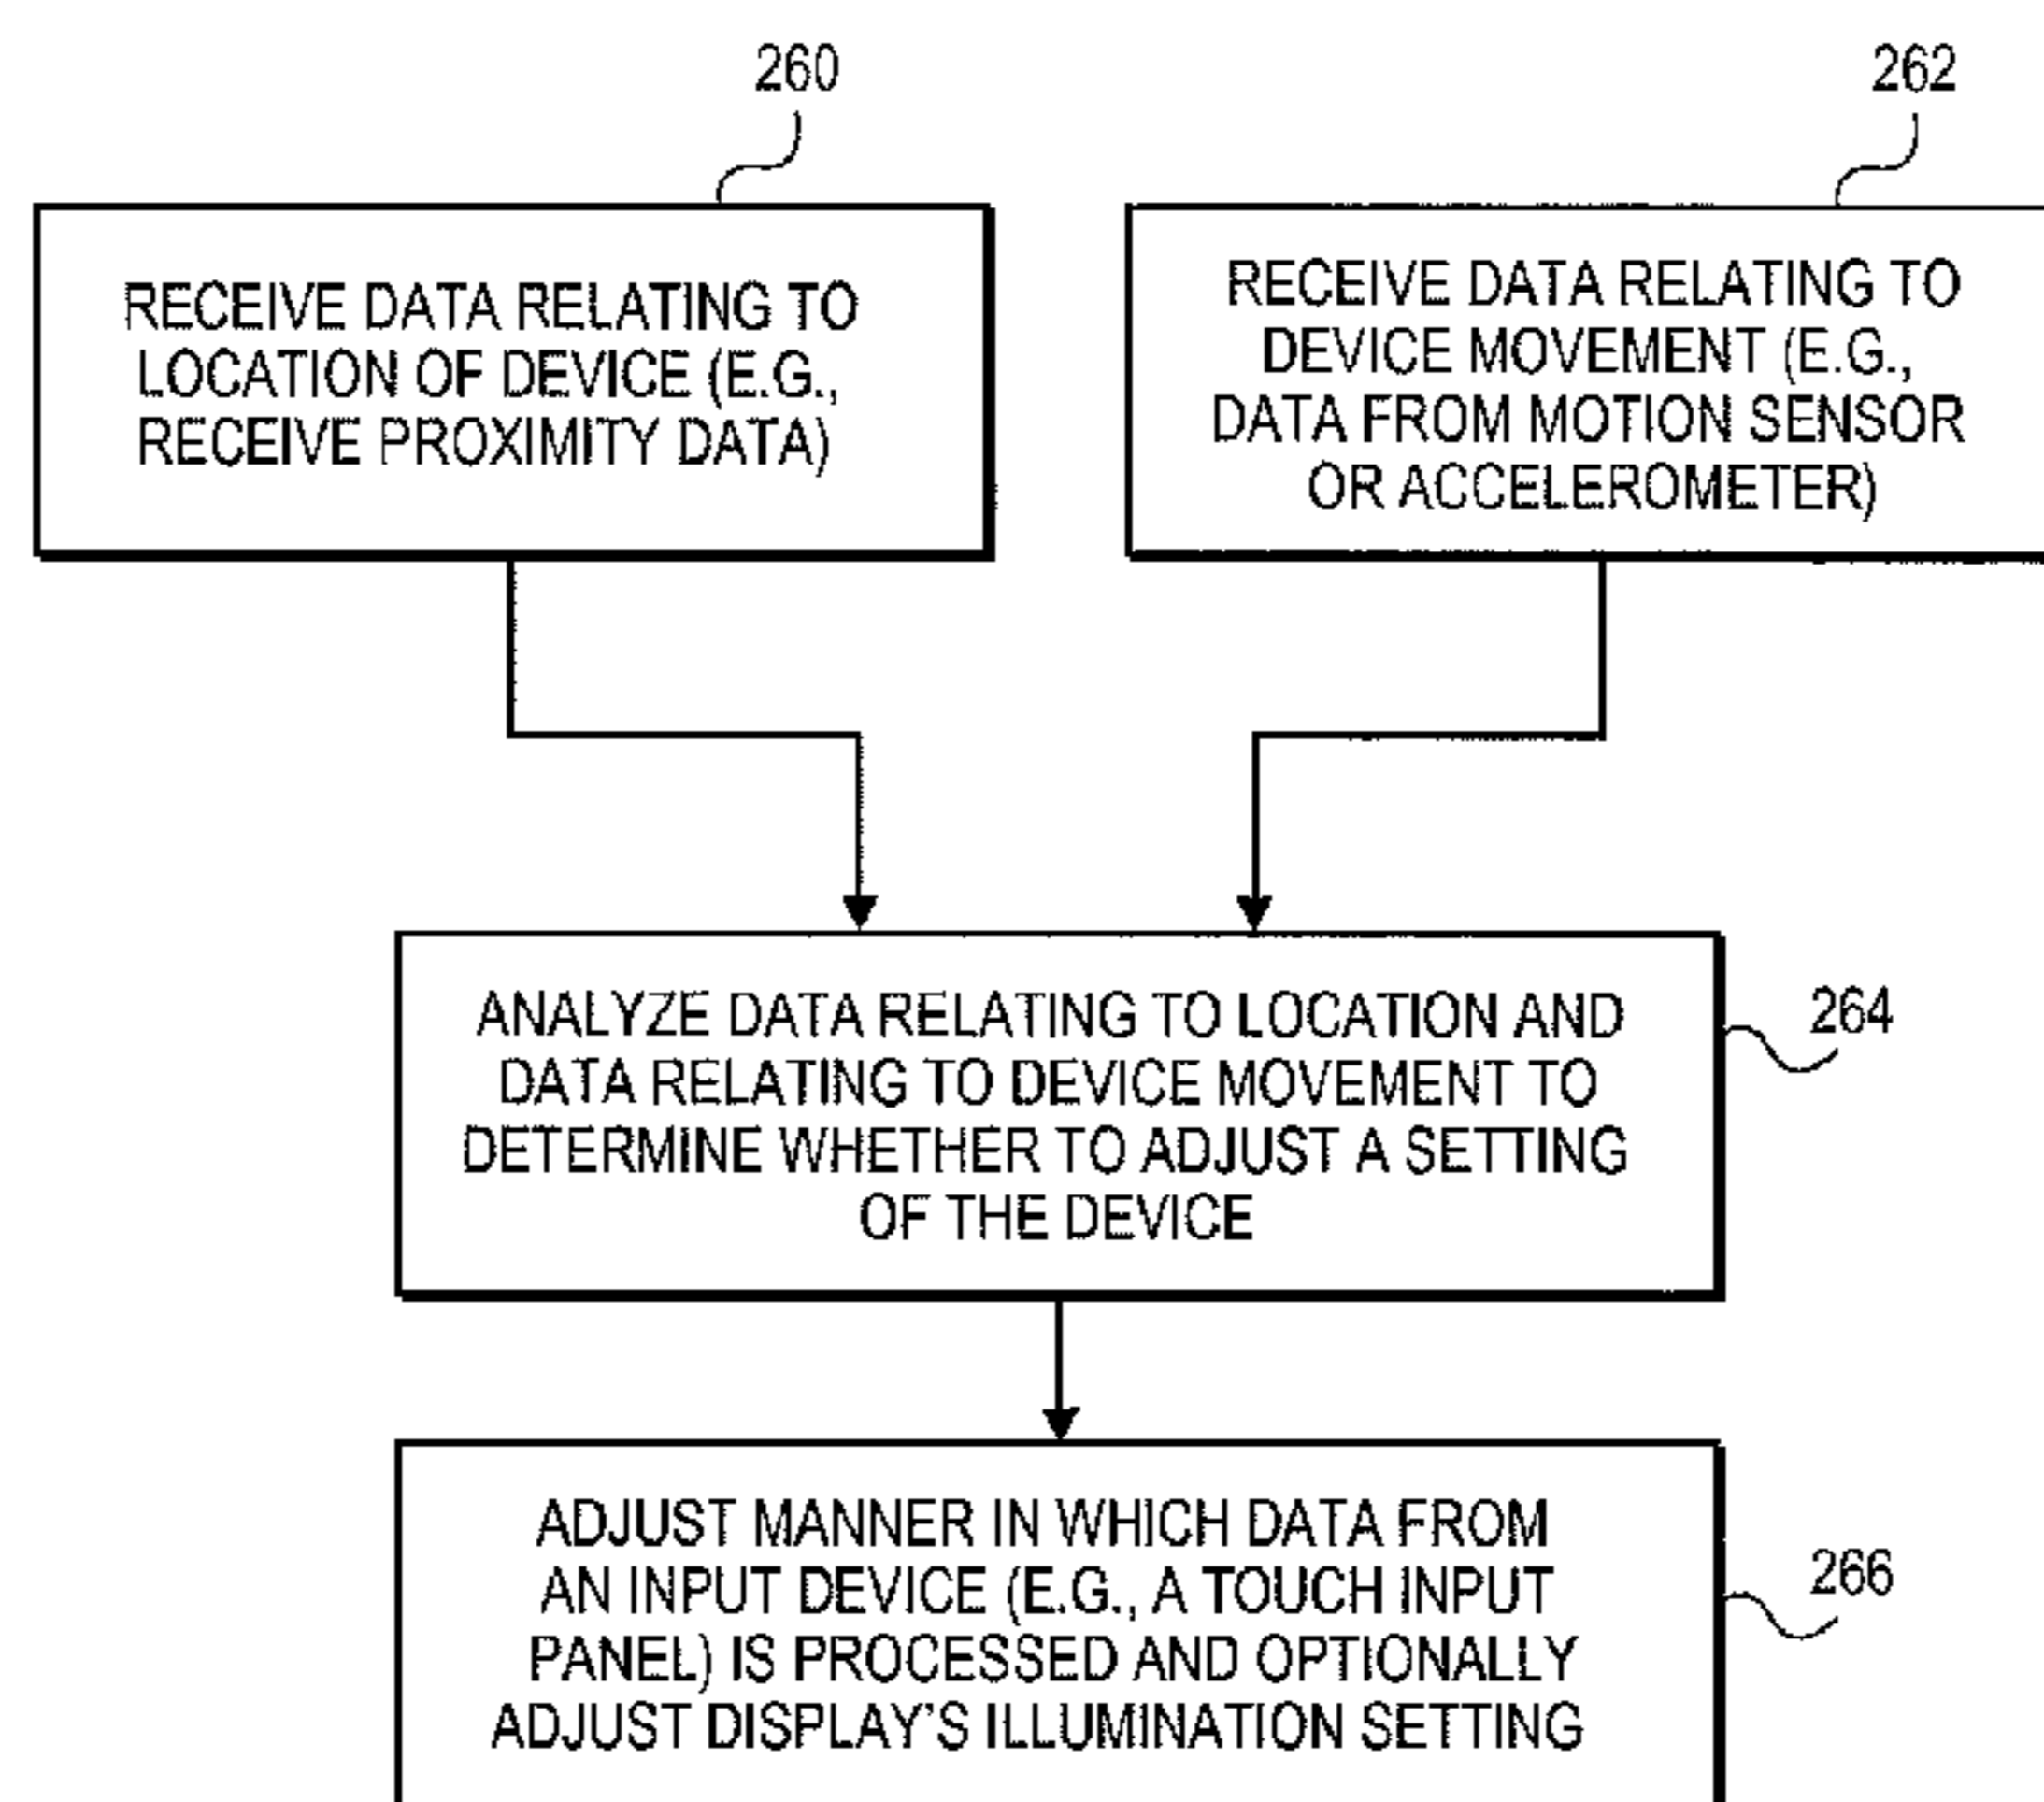 260
RECEIVE DATA RELATING TO
LOCATION OF DEVICE (E.G.,
RECEIVE PROXIMITY DATA)
262
RECEIVE DATA RELATING TO
DEVICE MOVEMENT (E.G.,
DATA FROM MOTION SENSOR
OR ACCELEROMETER)
264
ANALYZE DATA RELATING TO LOCATION AND
DATA RELATING TO DEVICE MOVEMENT TO
DETERMINE WHETHER TO ADJUST A SETTING
OF THE DEVICE
266
ADJUST MANNER IN WHICH DATA FROM
AN INPUT DEVICE (E.G., A TOUCH INPUT
PANEL) IS PROCESSED AND OPTIONALLY
ADJUST DISPLAY'S ILLUMINATION SETTING